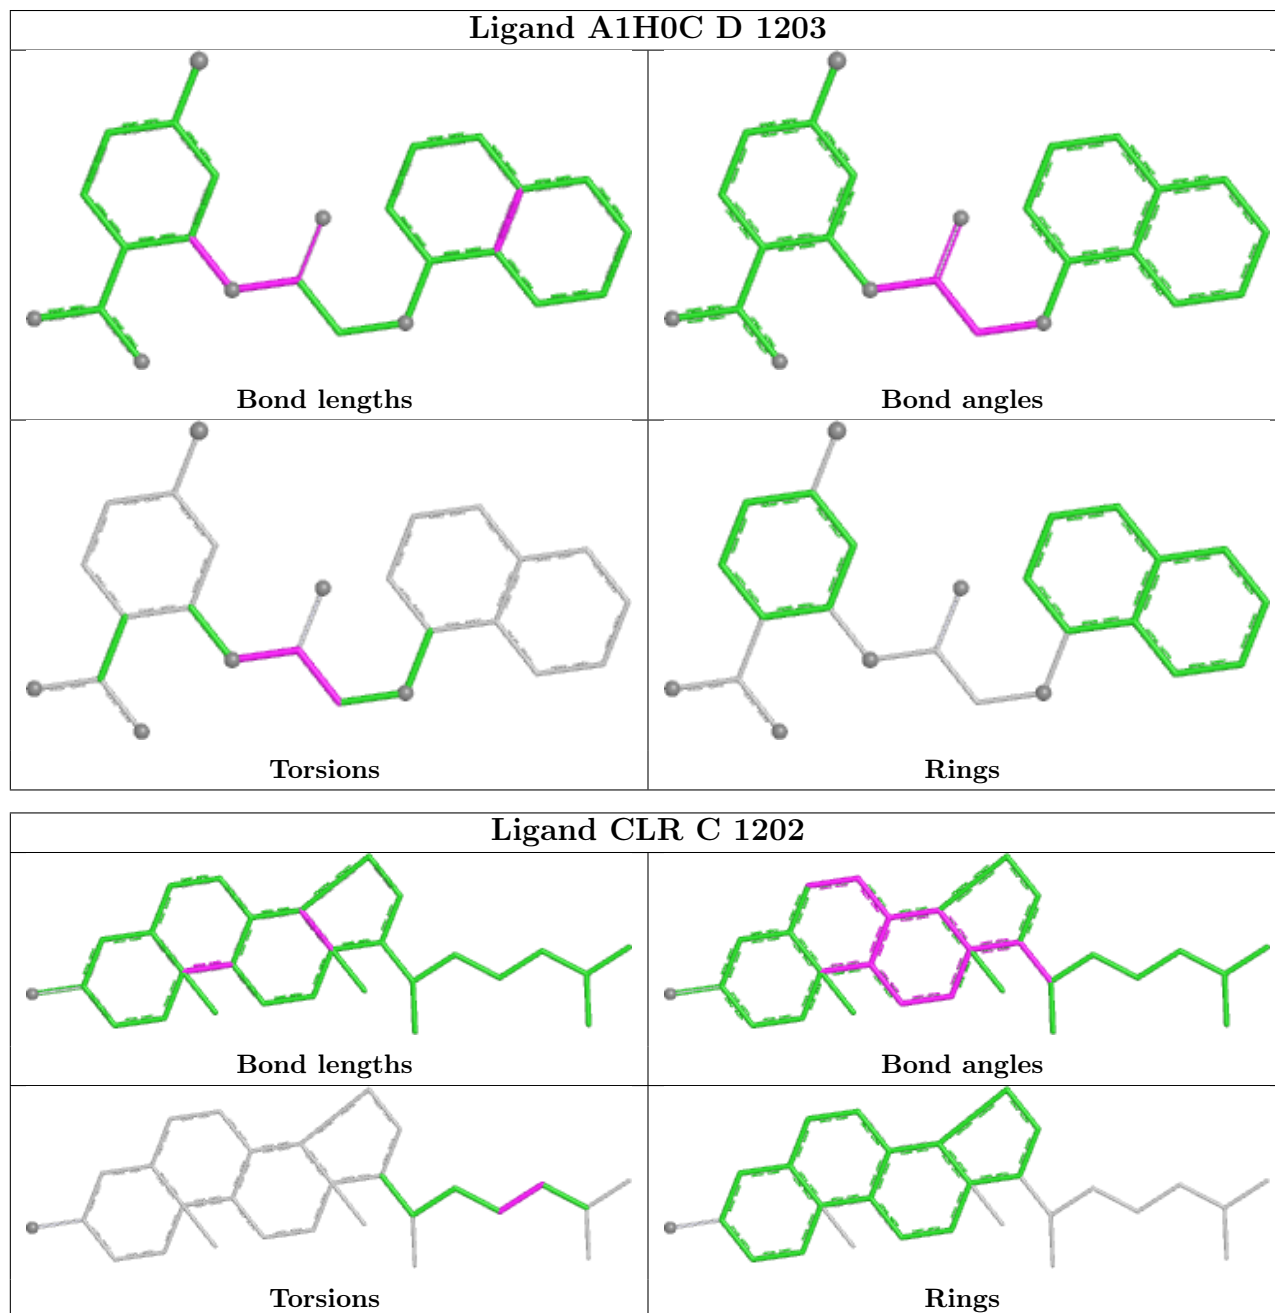 Ligand A1H0C D 1203
Bond lengths
Bond angles
Torsions
Rings
Ligand CLR C 1202
Bond lengths
Bond angles
Torsions
Rings